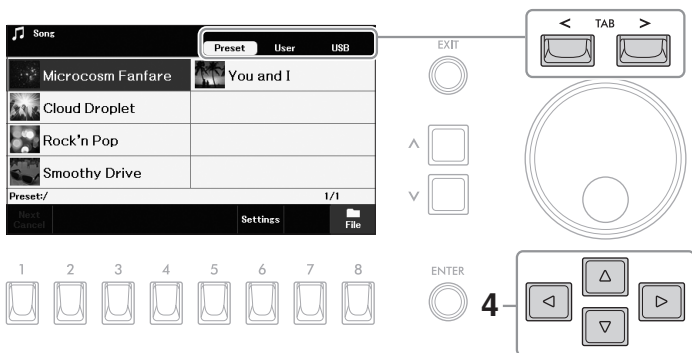 Song
Preset User USB
Microcosm Fanfare You and I
Cloud Droplet
Rock'n Pop
Smoothy Drive
Preset:/ 1/1
Next Cancel
Settings
File
1 2 3 4 5 6 7 8
EXIT
ENTER
< TAB >
4